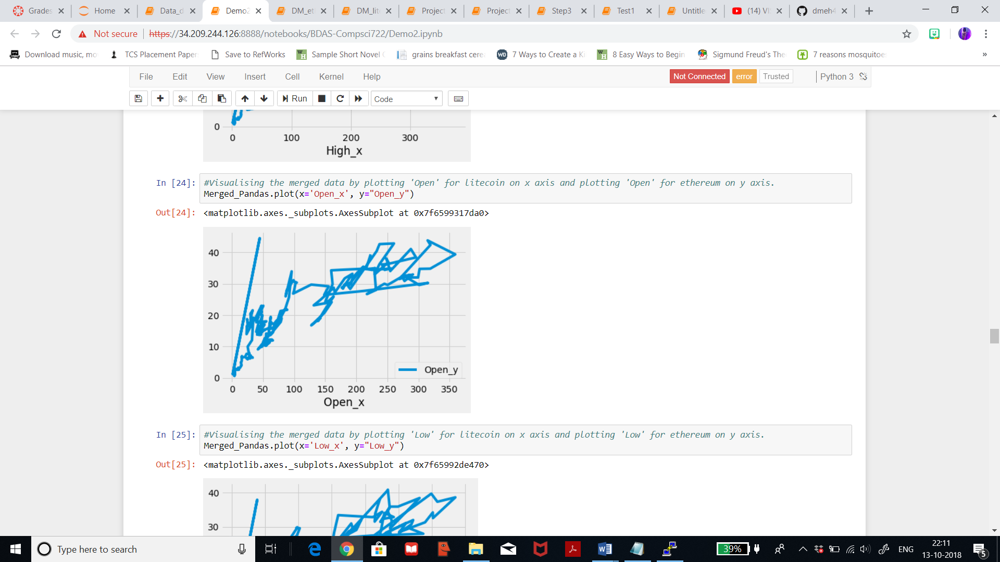 Grades
Home
Data_d
Demo2
DM_et
DM_lit
Project
Project
Step3
Test1
Untitle
(14) VI
dmeh4
Not secure https://34.209.244.126:8888/notebooks/BDAS-Compsci722/Demo2.ipynb
Download music, mo TCS Placement Paper Save to RefWorks Sample Short Novel grains breakfast cere 7 Ways to Create a Ki 8 Easy Ways to Begin Sigmund Freud's The 7 reasons mosquitoe »
File Edit View Insert Cell Kernel Help Not Connected error Trusted Python 3
Run Code
0
0 100 200 300
High_x
In [24]: #Visualising the merged data by plotting 'Open' for litecoin on x axis and plotting 'Open' for ethereum on y axis.
Merged_Pandas.plot(x='Open_x', y="Open_y")
Out[24]: <matplotlib.axes._subplots.AxesSubplot at 0x7f6599317da0>
40
30
20
10
Open_y
0
0 50 100 150 200 250 300 350
Open_x
In [25]: #Visualising the merged data by plotting 'Low' for litecoin on x axis and plotting 'Low' for ethereum on y axis.
Merged_Pandas.plot(x='Low_x', y="Low_y")
Out[25]: <matplotlib.axes._subplots.AxesSubplot at 0x7f65992de470>
40
30
Type here to search
39%
ENG
22:11
13-10-2018
5